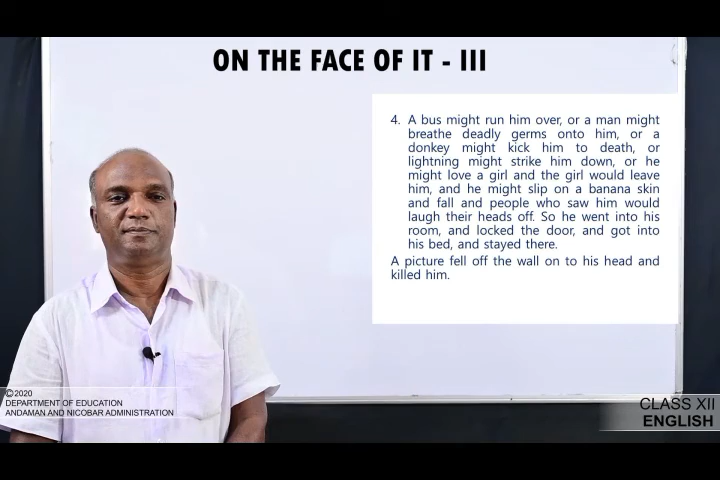 ON THE FACE OF IT - III
4. A bus might run him over, or a man might
breathe deadly germs onto him, or a
donkey might kick him to death, or
lightning might strike him down, or he
might love a girl and the girl would leave
him, and he might slip on a banana skin
and fall and people who saw him would
laugh their heads off. So he went into his
room, and locked the door, and got into
his bed, and stayed there.
A picture fell off the wall on to his head and
killed him.
©2020
DEPARTMENT OF EDUCATION
ANDAMAN AND NICOBAR ADMINISTRATION
CLASS XII
ENGLISH